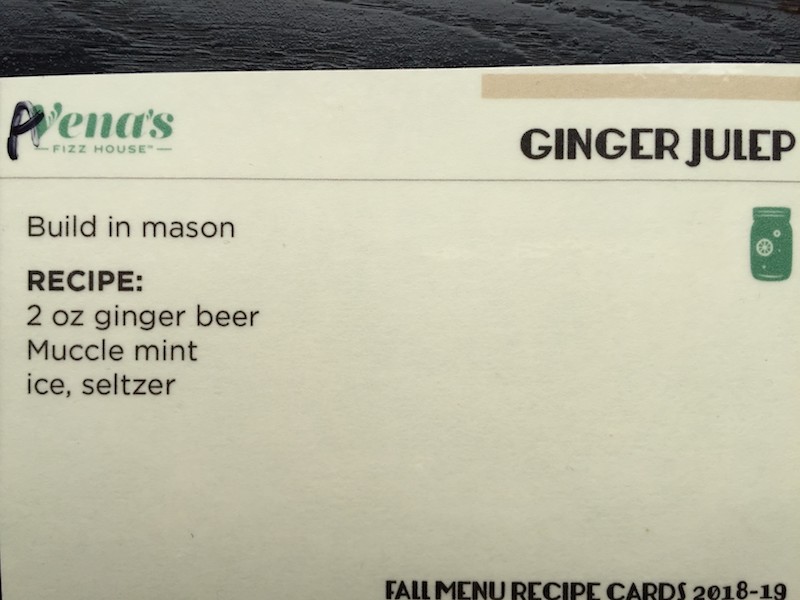 P
Vena's
FIZZ HOUSE™
GINGER JULEP
Build in mason
RECIPE:
2 oz ginger beer
Muccle mint
ice, seltzer
FALL MENU RECIPE CARDS 2018-19